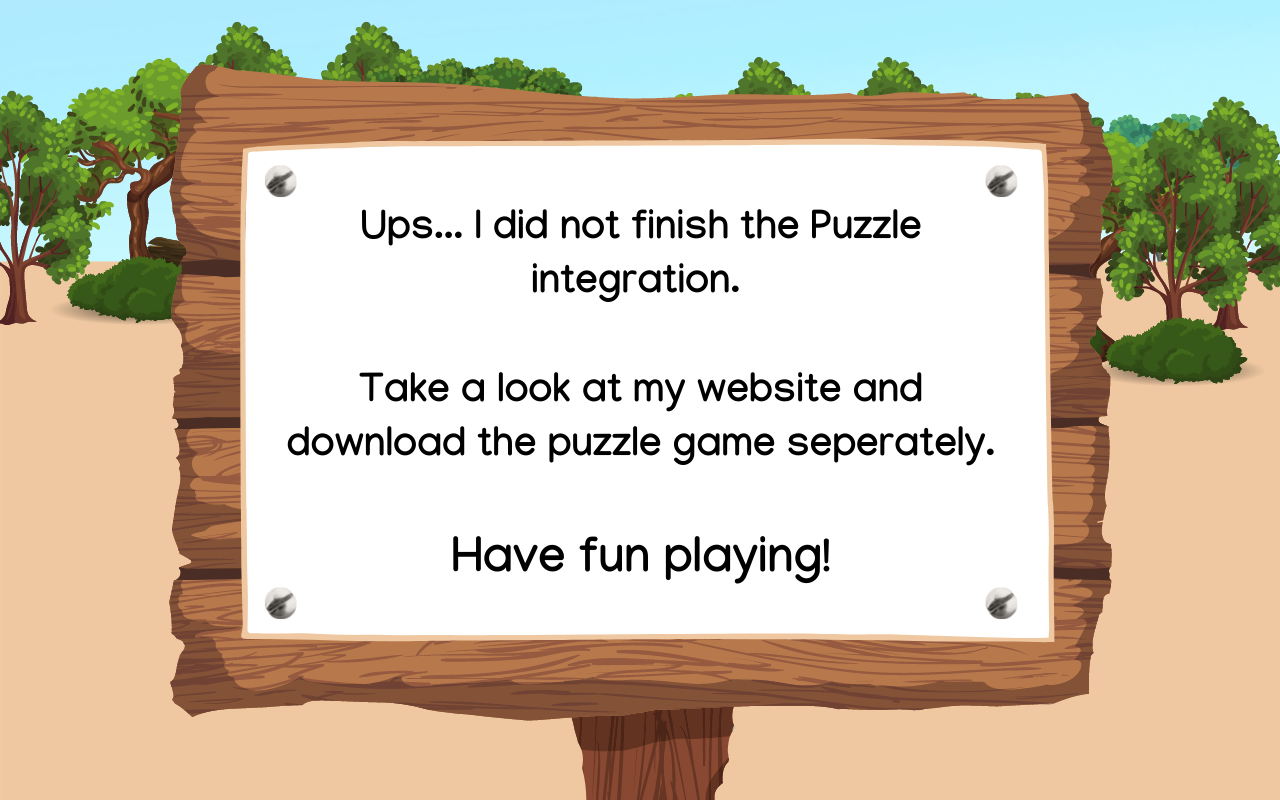 Ups... I did not finish the Puzzle
integration.
Take a look at my website and
download the puzzle game seperately.
Have fun playing!